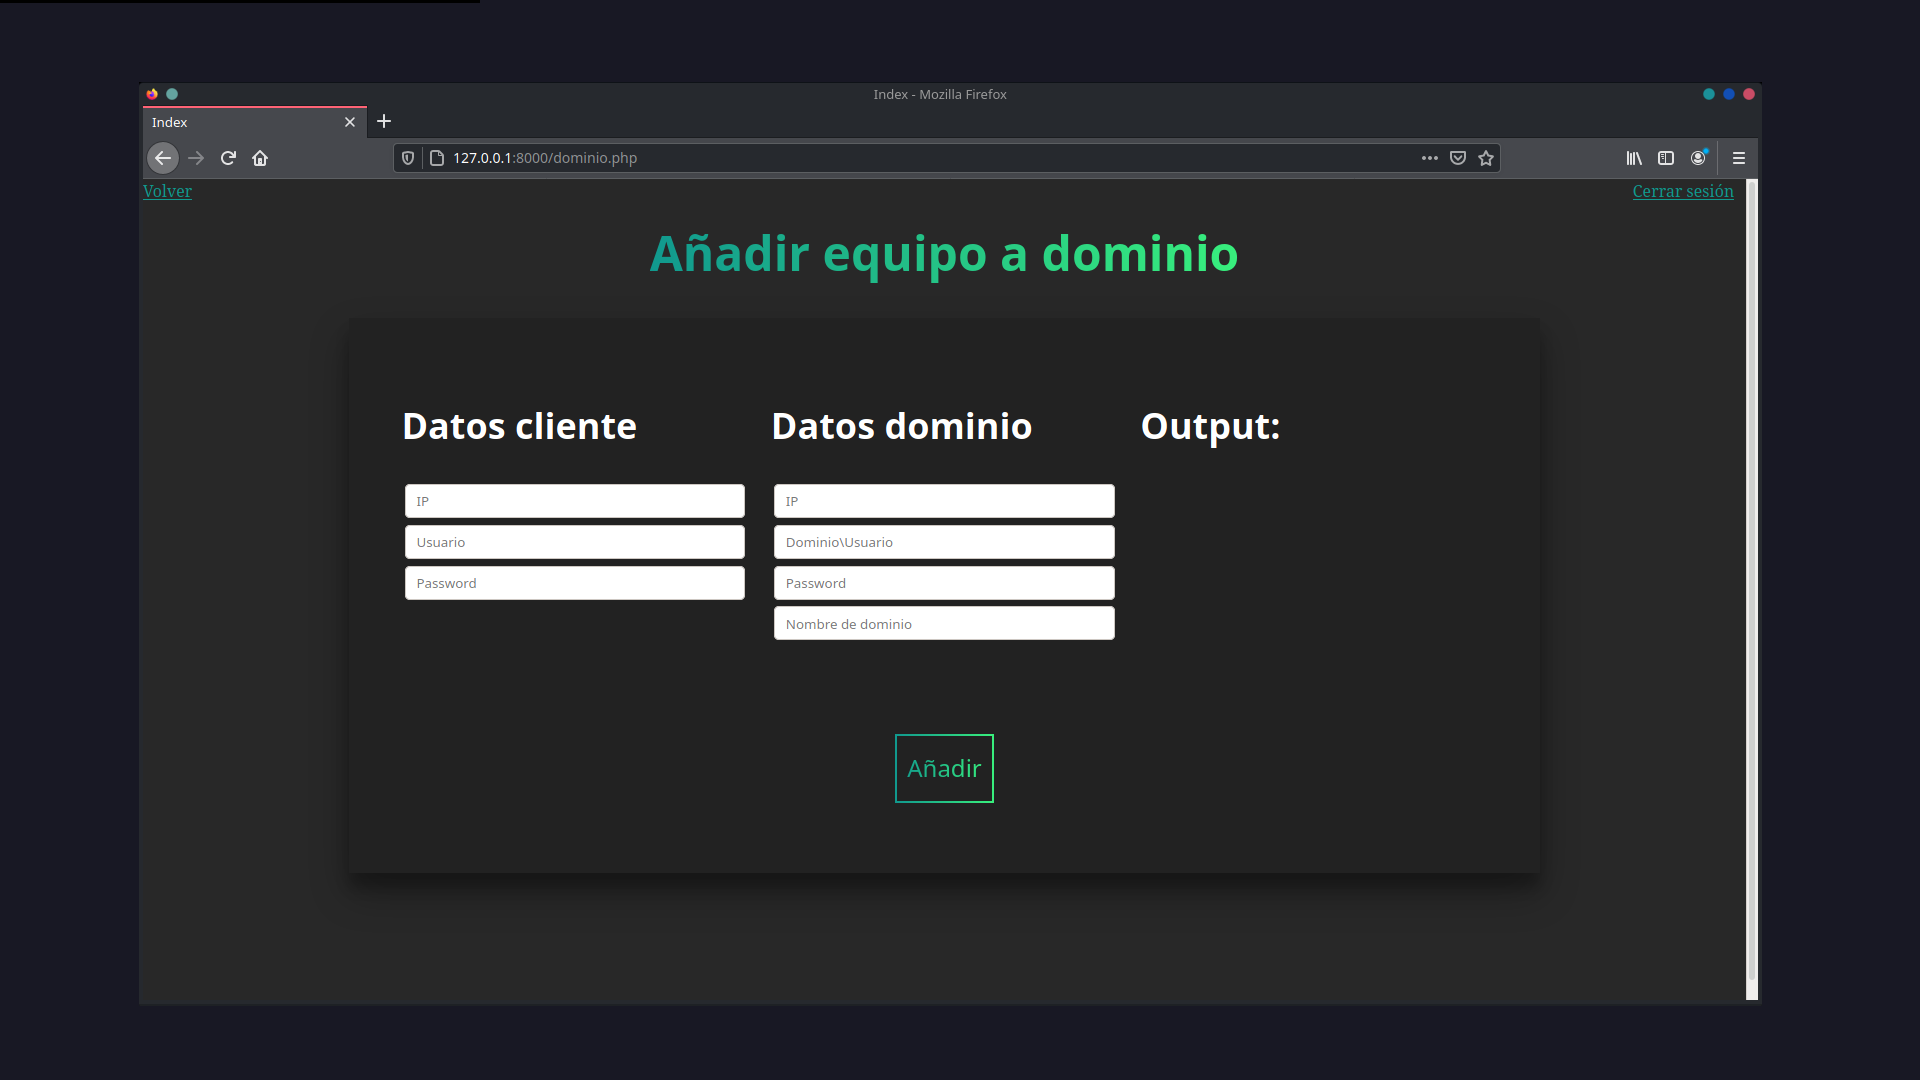 Index - Mozilla Firefox
Index
127.0.0.1:8000/dominio.php
Volver
Cerrar sesión
Añadir equipo a dominio
Datos cliente
Datos dominio
Output:
IP
IP
Usuario
Dominio\Usuario
Password
Password
Nombre de dominio
Añadir